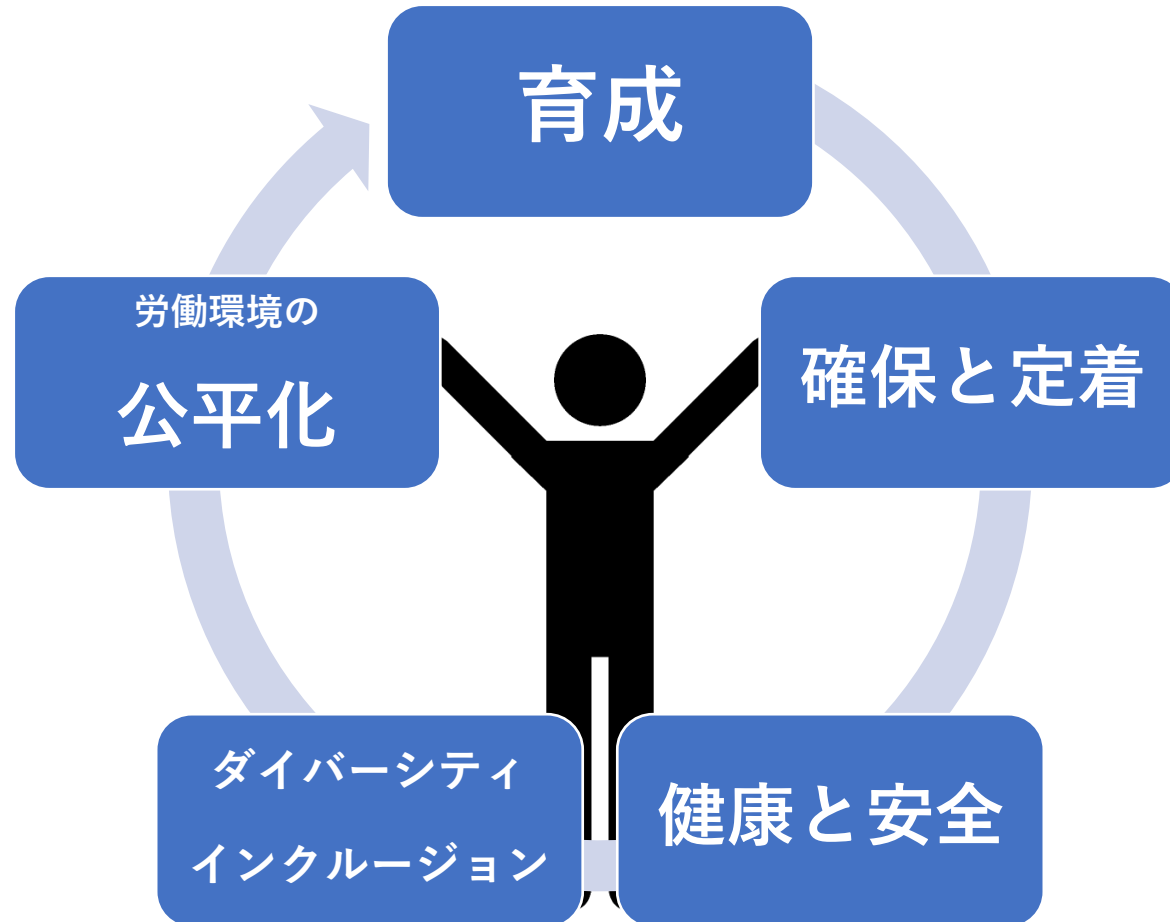 育成
確保と定着
健康と安全
ダイバーシティ
インクルージョン
労働環境の
公平化